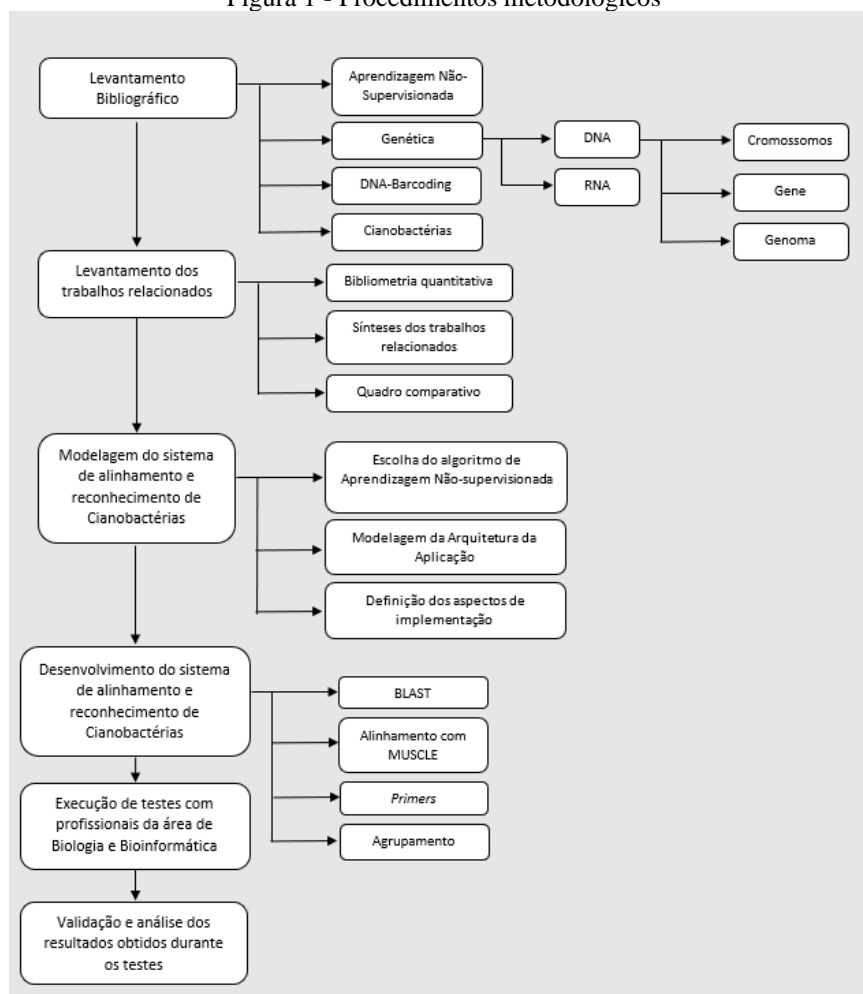 Figura 1 - Procedimentos metodológicos
Levantamento
Bibliográfico
Aprendizagem Não-
Supervisionada
Genética
DNA
Cromossomos
RNA
Gene
Genoma
DNA-Barcoding
Cianobactérias
Levantamento dos
trabalhos relacionados
Bibliometria quantitativa
Sínteses dos trabalhos
relacionados
Quadro comparativo
Modelagem do sistema
de alinhamento e
reconhecimento de
Cianobactérias
Escolha do algoritmo de
Aprendizagem Não-supervisionada
Modelagem da Arquitetura da
Aplicação
Definição dos aspectos de
implementação
Desenvolvimento do sistema
de alinhamento e
reconhecimento de
Cianobactérias
BLAST
Alinhamento com
MUSCLE
Primers
Agrupamento
Execução de testes com
profissionais da área de
Biologia e Bioinformática
Validação e análise dos
resultados obtidos durante
os testes